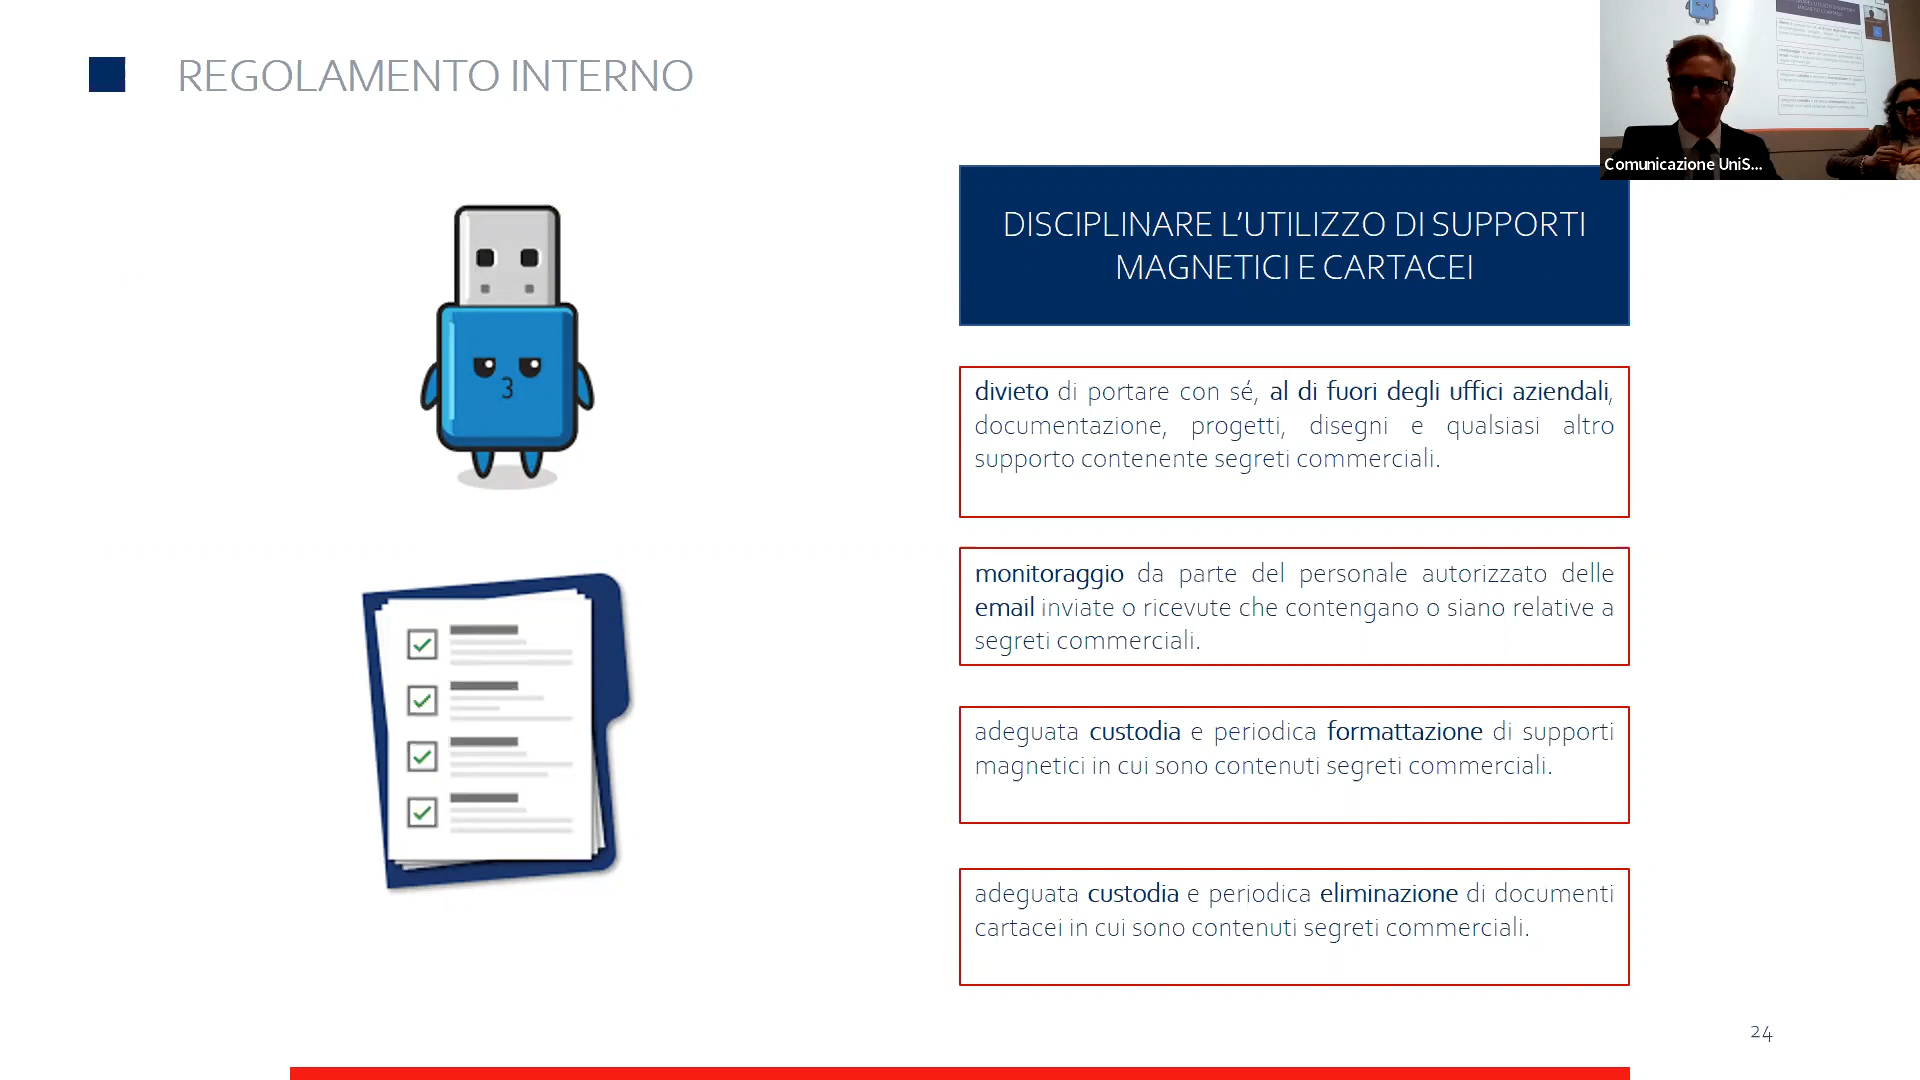 REGOLAMENTO INTERNO
Comunicazione UniS...
DISCIPLINARE L’UTILIZZO DI SUPPORTI
MAGNETICI E CARTACEI
divieto di portare con sé, al di fuori degli uffici aziendali,
documentazione, progetti, disegni e qualsiasi altro
supporto contenente segreti commerciali.
monitoraggio da parte del personale autorizzato delle
email inviate o ricevute che contengano o siano relative a
segreti commerciali.
adeguata custodia e periodica formattazione di supporti
magnetici in cui sono contenuti segreti commerciali.
adeguata custodia e periodica eliminazione di documenti
cartacei in cui sono contenuti segreti commerciali.
24